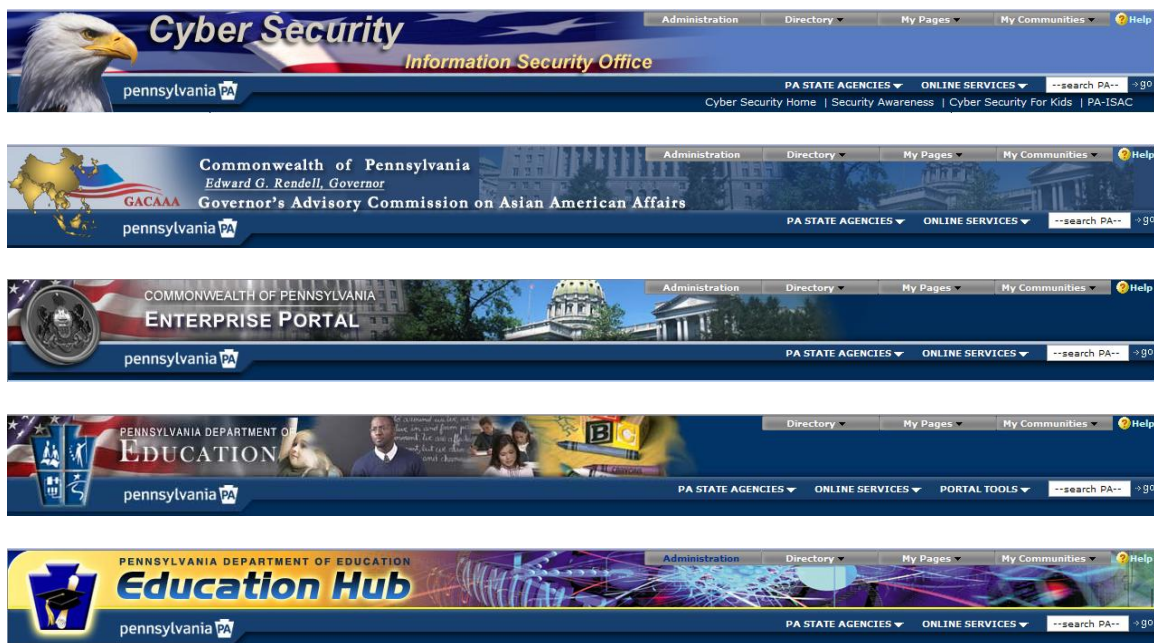 Administration Directory My Pages My Communities Help
Cyber Security
Information Security Office
pennsylvania PA PA STATE AGENCIES ONLINE SERVICES --search PA-- go
Cyber Security Home | Security Awareness | Cyber Security For Kids | PA-ISAC
Administration Directory My Pages My Communities Help
Commonwealth of Pennsylvania
Edward G. Rendell, Governor
GACAAA Governor's Advisory Commission on Asian American Affairs
pennsylvania PA PA STATE AGENCIES ONLINE SERVICES --search PA-- go
Administration Directory My Pages My Communities Help
COMMONWEALTH OF PENNSYLVANIA
ENTERPRISE PORTAL
pennsylvania PA PA STATE AGENCIES ONLINE SERVICES --search PA-- go
Directory My Pages My Communities Help
PENNSYLVANIA DEPARTMENT OF
EDUCATION
ABC
CRAYONS
pennsylvania PA PA STATE AGENCIES ONLINE SERVICES PORTAL TOOLS --search PA-- go
Administration Directory My Pages My Communities Help
PENNSYLVANIA DEPARTMENT OF EDUCATION
Education Hub
pennsylvania PA PA STATE AGENCIES ONLINE SERVICES --search PA-- go